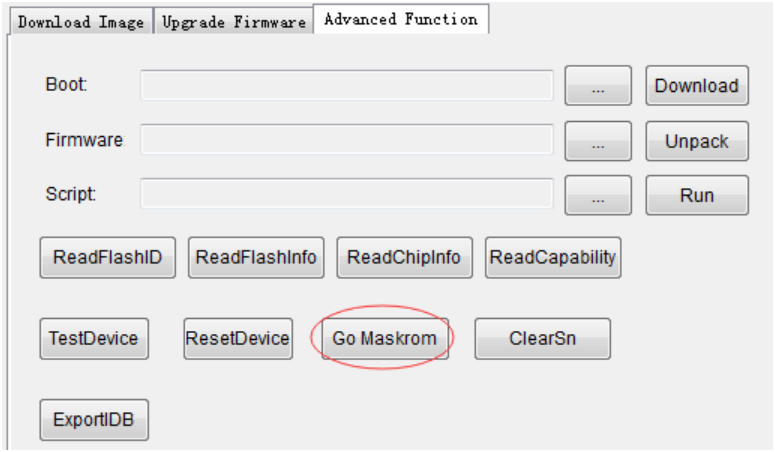 Download Image Upgrade Firmware Advanced Function
Boot: ... Download
Firmware ... Unpack
Script: ... Run
ReadFlashID ReadFlashInfo ReadChipInfo ReadCapability
TestDevice ResetDevice Go Maskrom ClearSn
ExportIDB